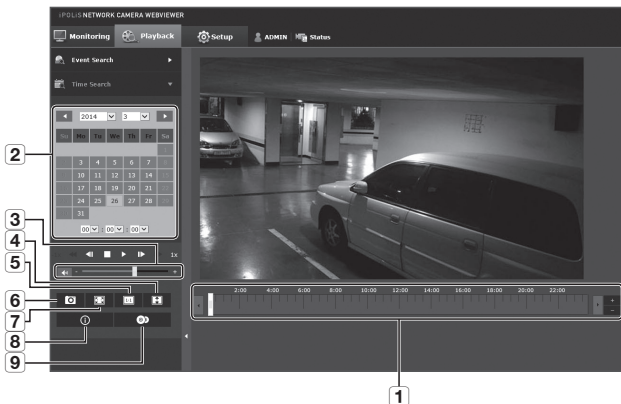 iPOLiS NETWORK CAMERA WEBVIEWER
Monitoring Playback Setup ADMIN Status
Event Search
Time Search
2014 3
Su Mo Tu We Th Fr Sa
3 4 5 6 7
10 11 12 13 14
17 18 19 20 21
24 25 26 27 28
31
00 : 00 : 00
1x
- +
1:1
2:00 4:00 6:00 8:00 10:00 12:00 14:00 16:00 18:00 20:00 22:00
+
-
2
3
4
5
6
7
8
9
1